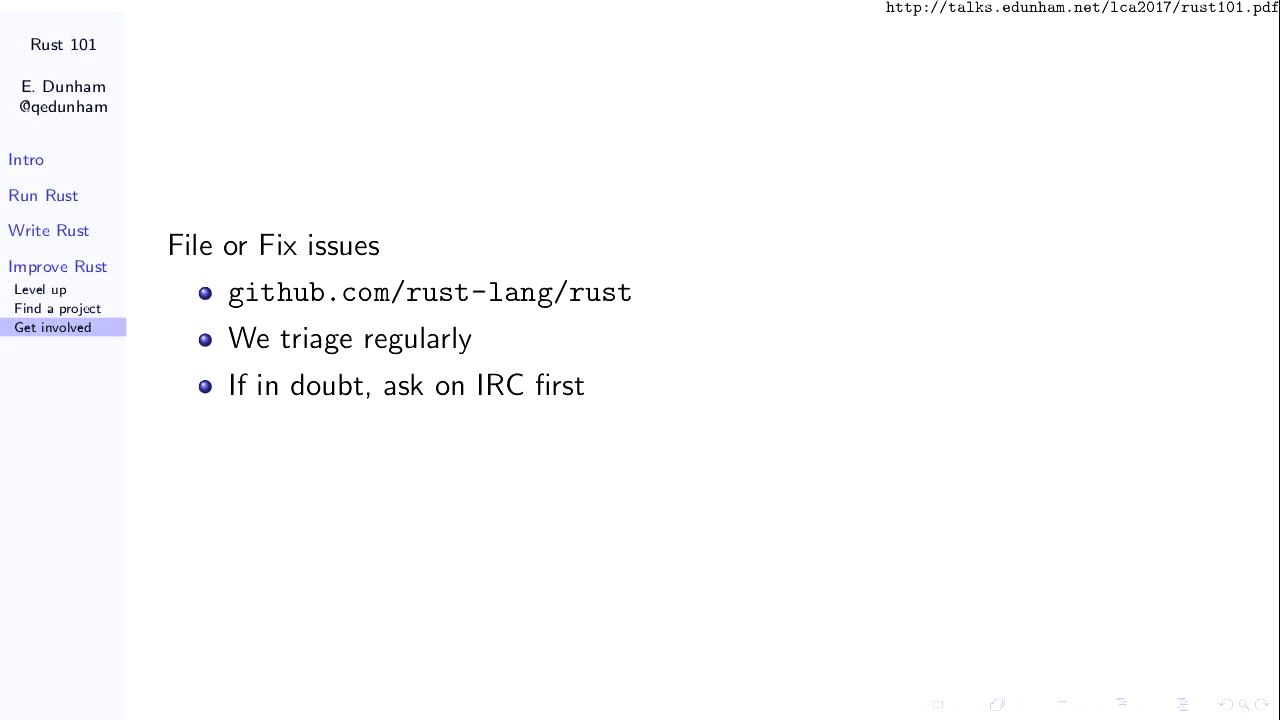 http://talks.edunham.net/lca2017/rust101.pdf
Rust 101
E. Dunham
@qedunham
Intro
Run Rust
Write Rust
Improve Rust
Level up
Find a project
Get involved
File or Fix issues
github.com/rust-lang/rust
We triage regularly
If in doubt, ask on IRC first